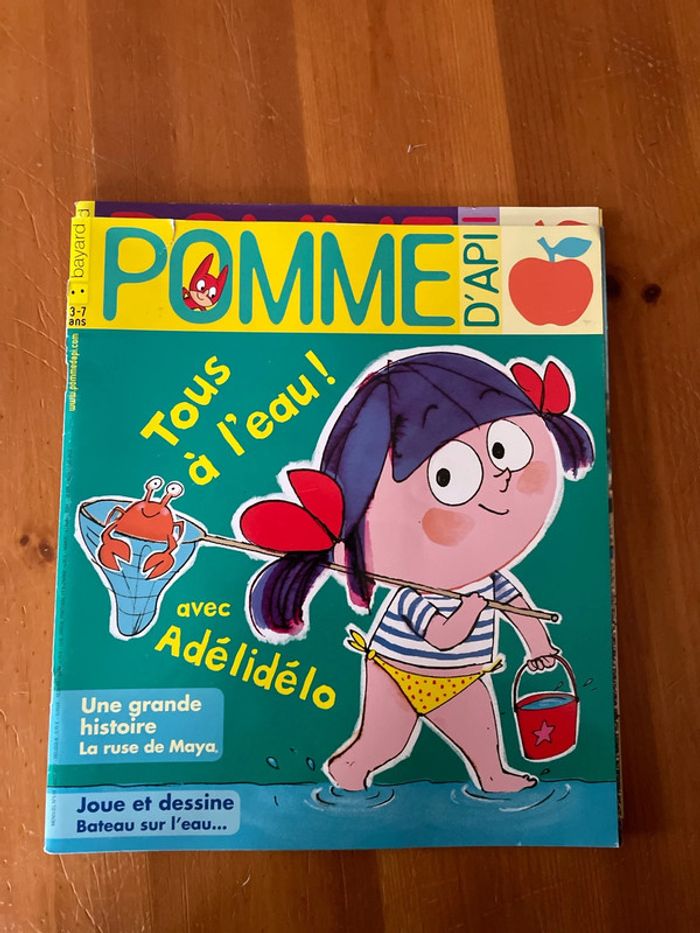 bayard
POMME
D'API
3-7
ans
www.pommedapi.com
Tous
à l'eau !
avec
Adélidélo
Une grande
histoire
La ruse de Maya.
Joue et dessine
Bateau sur l'eau...